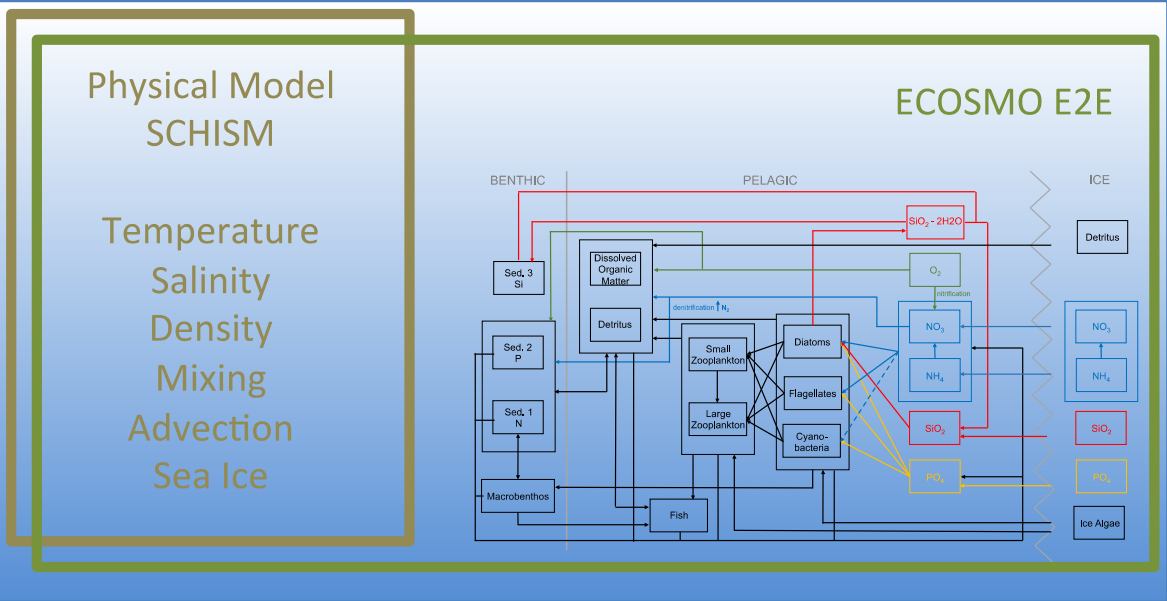 Physical Model
SCHISM
Temperature
Salinity
Density
Mixing
Advection
Sea Ice
ECOSMO E2E
BENTHIC
PELAGIC
ICE
SiO₂ - 2H2O
Detritus
Sed. 3
Si
Dissolved
Organic
Matter
O₂
nitrification
denitrification N₂
Detritus
NO₃
NO₃
Sed. 2
P
Small
Zooplankton
Diatoms
NH₄
NH₄
Flagellates
Sed. 1
N
Large
Zooplankton
Cyano-
bacteria
SiO₂
SiO₂
PO₄
PO₄
Macrobenthos
Fish
Ice Algae